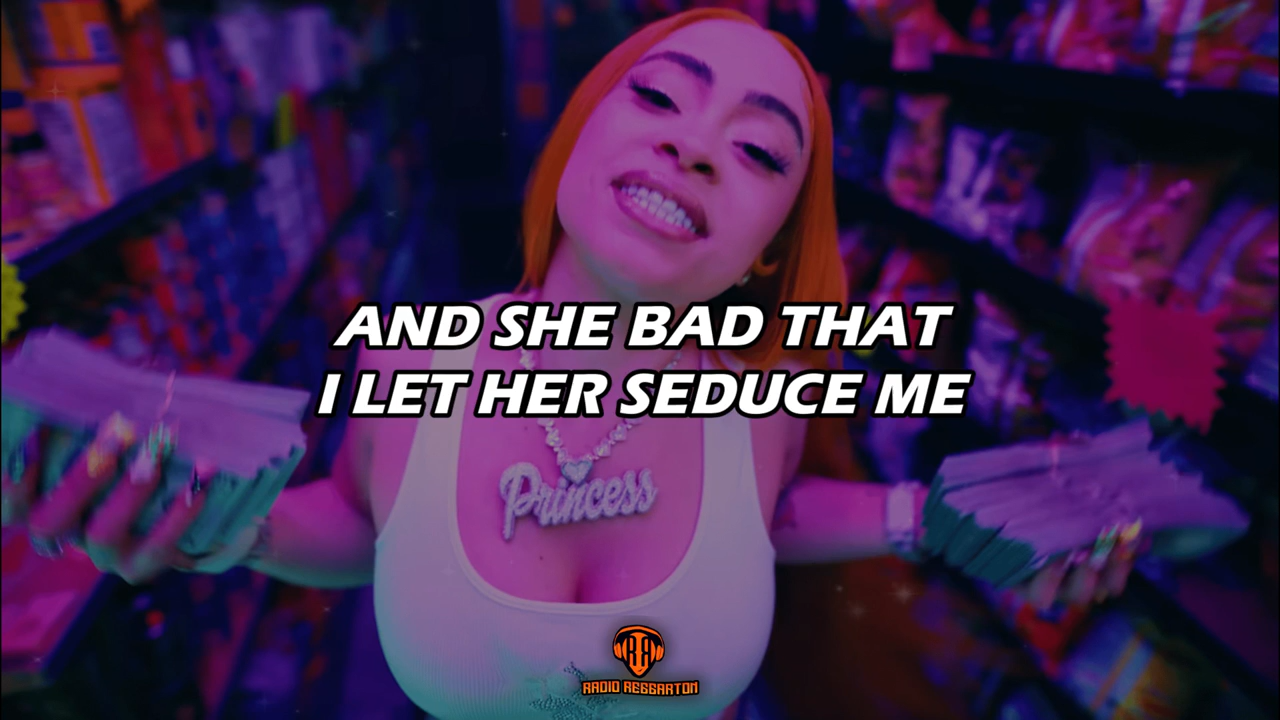 AND SHE BAD THAT
I LET HER SEDUCE ME
Princess
RADIO REGGAETON